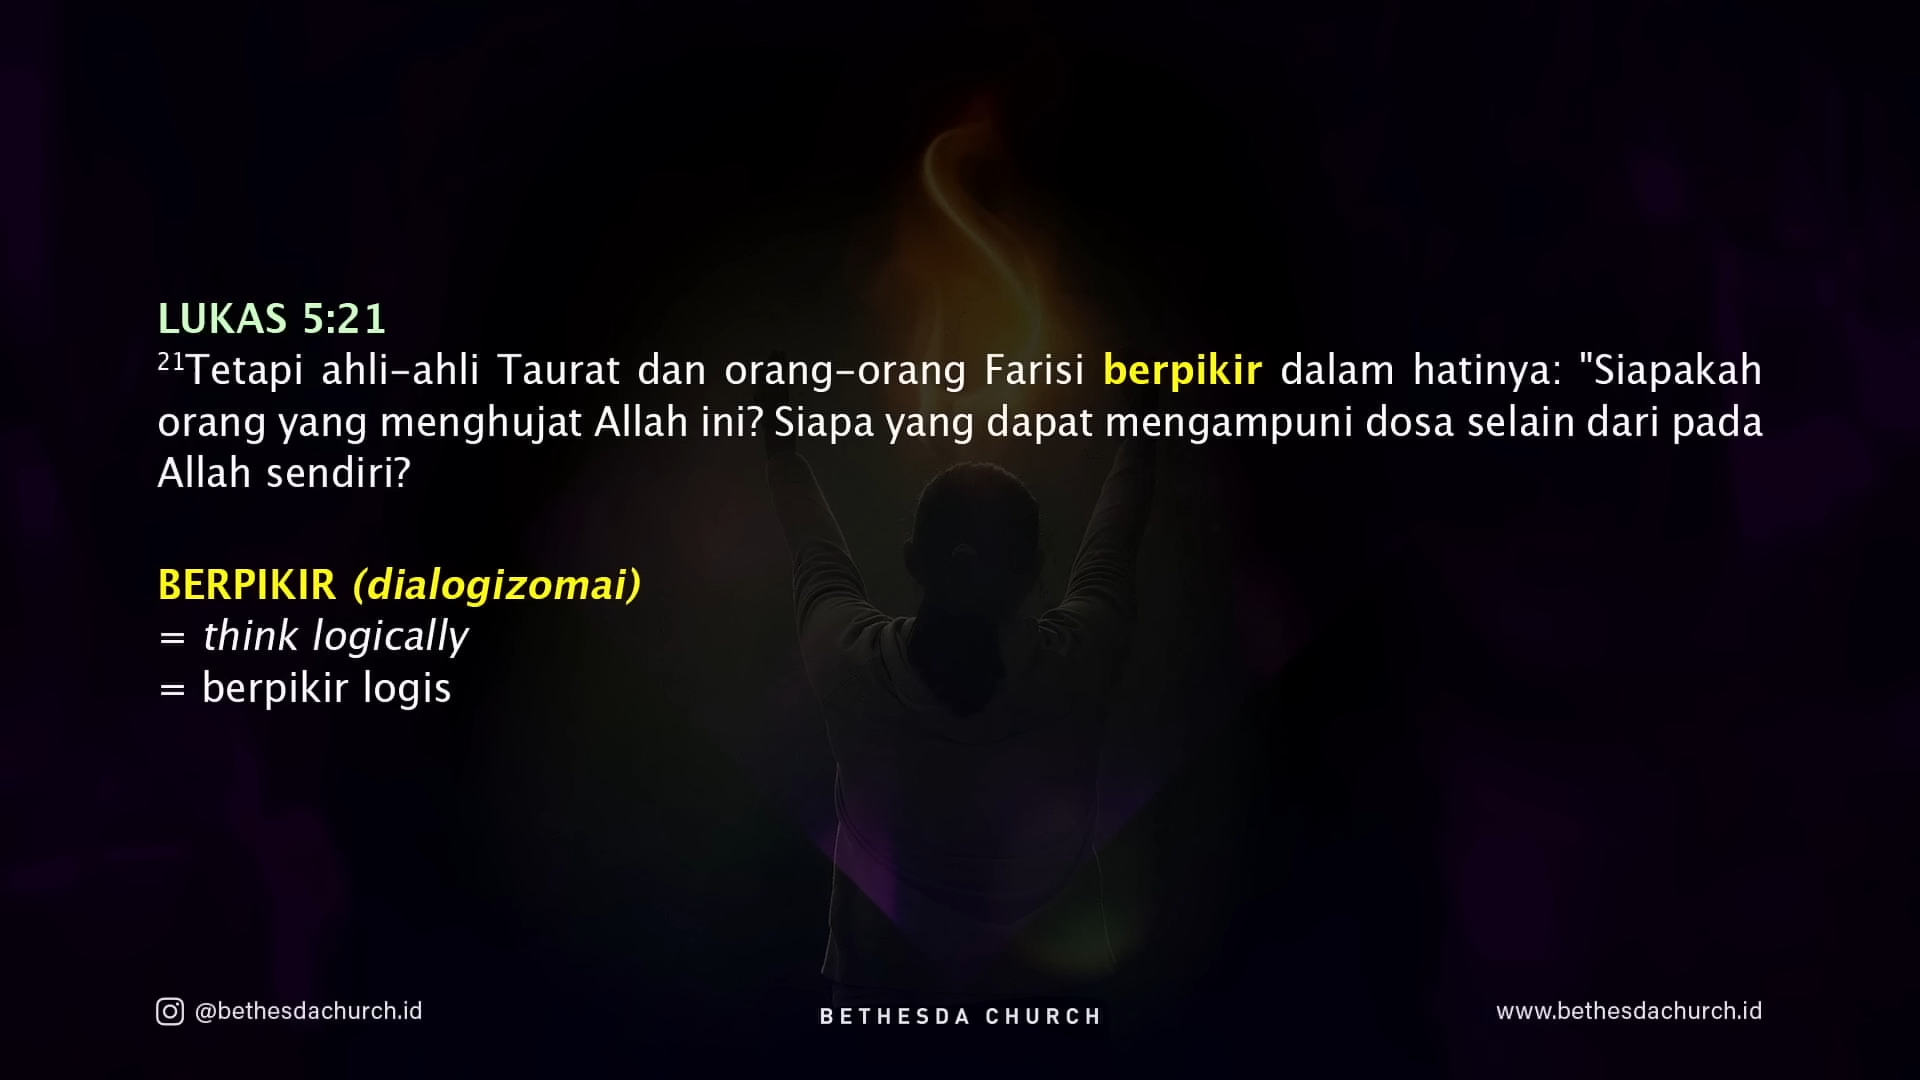 LUKAS 5:21
²¹Tetapi ahli-ahli Taurat dan orang-orang Farisi berpikir dalam hatinya: "Siapakah
orang yang menghujat Allah ini? Siapa yang dapat mengampuni dosa selain dari pada
Allah sendiri?
BERPIKIR (dialogizomai)
= think logically
= berpikir logis
@bethesdachurch.id
BETHESDA CHURCH
www.bethesdachurch.id